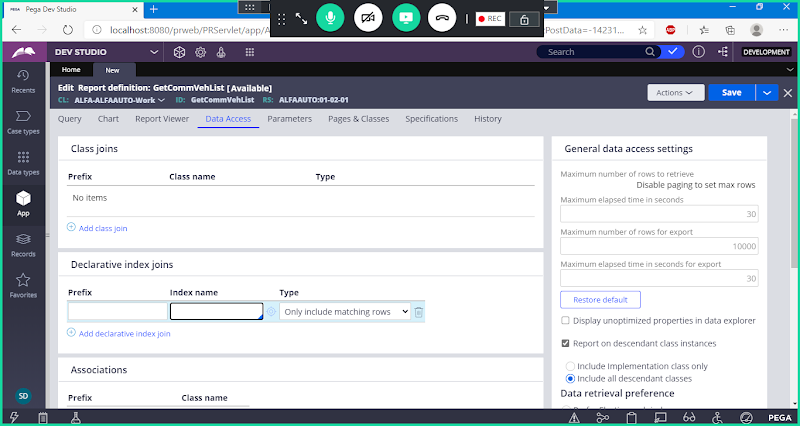 Pega Dev Studio
localhost:8080/prweb/PRServlet/app/A
PostData=-14231...
REC
ABP
DEV STUDIO
Search
DEVELOPMENT
Home
New
Edit Report definition: GetCommVehList [Available]
CL: ALFA-ALFAAUTO-Work ID: GetCommVehList RS: ALFAAUTO:01-02-01
Actions
Save
Recents
Case types
Data types
App
Records
Favorites
SD
Query Chart Report Viewer Data Access Parameters Pages & Classes Specifications History
Class joins
Prefix Class name Type
No items
Add class join
Declarative index joins
Prefix Index name Type
Only include matching rows
Add declarative index join
Associations
Prefix Class name
General data access settings
Maximum number of rows to retrieve
Disable paging to set max rows
Maximum elapsed time in seconds
30
Maximum number of rows for export
10000
Maximum elapsed time in seconds for export
30
Restore default
Display unoptimized properties in data explorer
Report on descendant class instances
Include Implementation class only
Include all descendant classes
Data retrieval preference
PEGA